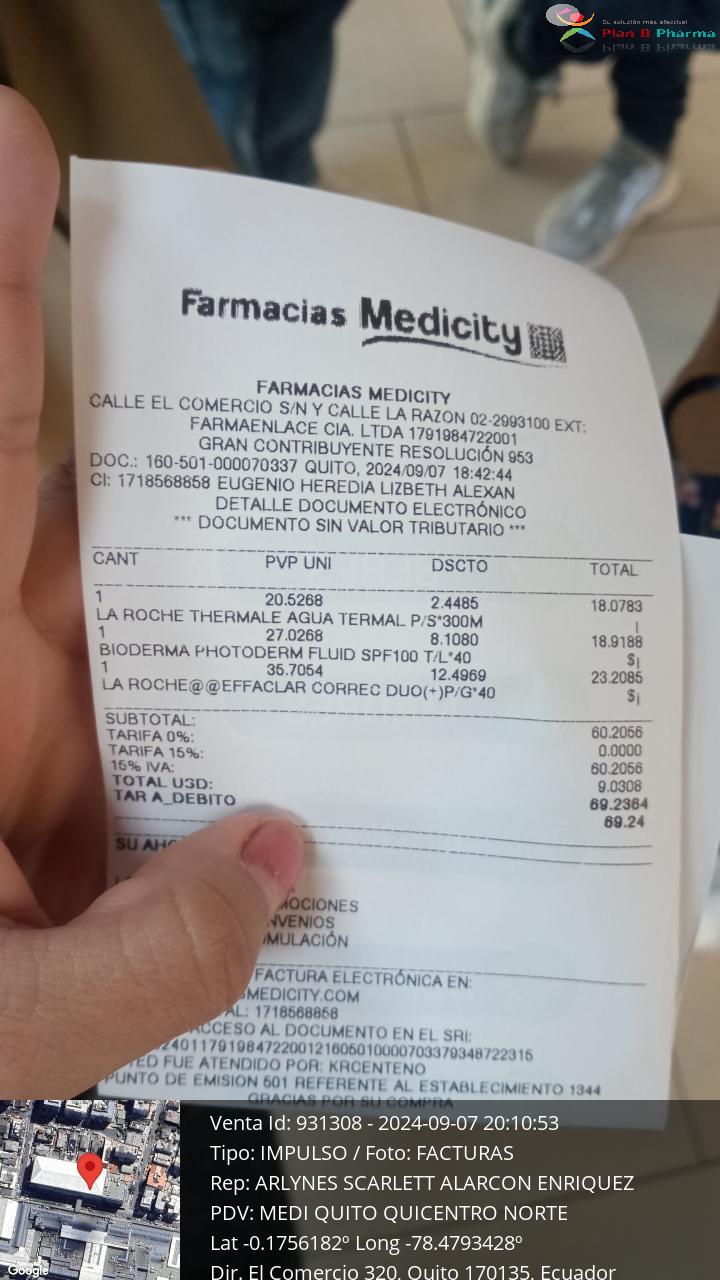 Su solución más efectiva!
Plan B Pharma
Farmacias Medicity
FARMACIAS MEDICITY
CALLE EL COMERCIO S/N Y CALLE LA RAZON 02-2993100 EXT:
FARMAENLACE CIA. LTDA 1791984722001
GRAN CONTRIBUYENTE RESOLUCIÓN 953
DOC.: 160-501-000070337 QUITO, 2024/09/07 18:42:44
CI: 1718568858 EUGENIO HEREDIA LIZBETH ALEXAN
DETALLE DOCUMENTO ELECTRÓNICO
*** DOCUMENTO SIN VALOR TRIBUTARIO ***
CANT PVP UNI DSCTO TOTAL
1 20.5268 2.4485 18.0783
LA ROCHE THERMALE AGUA TERMAL P/S*300M
1 27.0268 8.1080 18.9188
BIODERMA PHOTODERM FLUID SPF100 T/L*40 $
1 35.7054 12.4969 23.2085
LA ROCHE@@EFFACLAR CORREC DUO(+)P/G*40 $
SUBTOTAL: 60.2056
TARIFA 0%: 0.0000
TARIFA 15%: 60.2056
15% IVA: 9.0308
TOTAL USD: 69.2364
TAR A_DEBITO 69.24
SU
FACTURA ELECTRÓNICA EN:
MEDICITY.COM
1718568858
AL DOCUMENTO EN EL SRI:
FUE ATENDIDO POR: KRCENTENO
PUNTO DE EMISION 501 REFERENTE AL ESTABLECIMIENTO 1344
GRACIAS POR SU COMPRA
Venta Id: 931308 - 2024-09-07 20:10:53
Tipo: IMPULSO / Foto: FACTURAS
Rep: ARLYNES SCARLETT ALARCON ENRIQUEZ
PDV: MEDI QUITO QUICENTRO NORTE
Lat -0.1756182º Long -78.4793428º
Dir. El Comercio 320, Quito 170135, Ecuador
Google